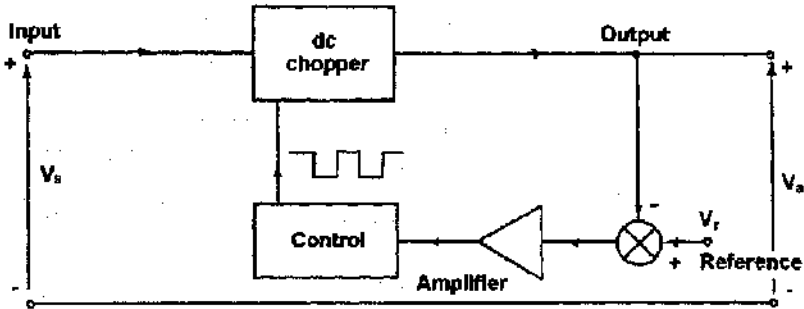 Input
dc
chopper
Output
+
+
Vs
Va
-
Control
Amplifier
Vr
+
Reference
-
-